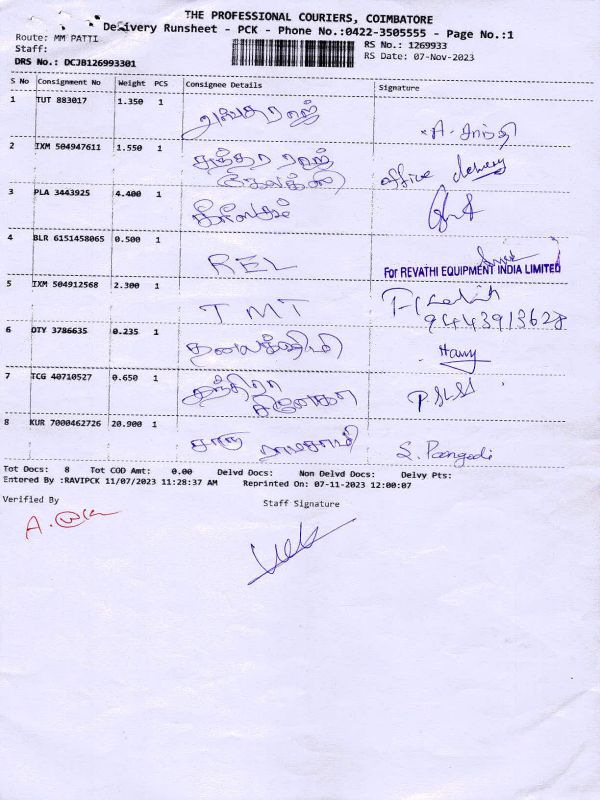 THE PROFESSIONAL COURIERS, COIMBATORE
Delivery Runsheet - PCK - Phone No.:0422-3505555 - Page No.:1
Route: MM PATTI
RS No.: 1269933
Staff:
RS Date: 07-Nov-2023
DRS No.: DCJB126993301
S No Consignment No Weight PCS Consignee Details Signature
1 TUT 883017 1.350 1
2 IXM 504947611 1.550 1 office delivery
3 PLA 3443925 4.400 1
4 BLR 6151458065 0.500 1 REL
For REVATHI EQUIPMENT INDIA LIMITED
5 IXM 504912568 2.300 1 TMT
9443913628
6 OTY 3786635 0.235 1 தனலக்ஷ்மி
7 TCG 40710527 0.650 1
8 KUR 7000462726 20.900 1 சாரு ராமசாமி
Tot Docs: 8 Tot COD Amt: 0.00 Delvd Docs: Non Delvd Docs: Delvy Pts:
Entered By :RAVIPCK 11/07/2023 11:28:37 AM Reprinted On: 07-11-2023 12:00:07
Verified By
Staff Signature